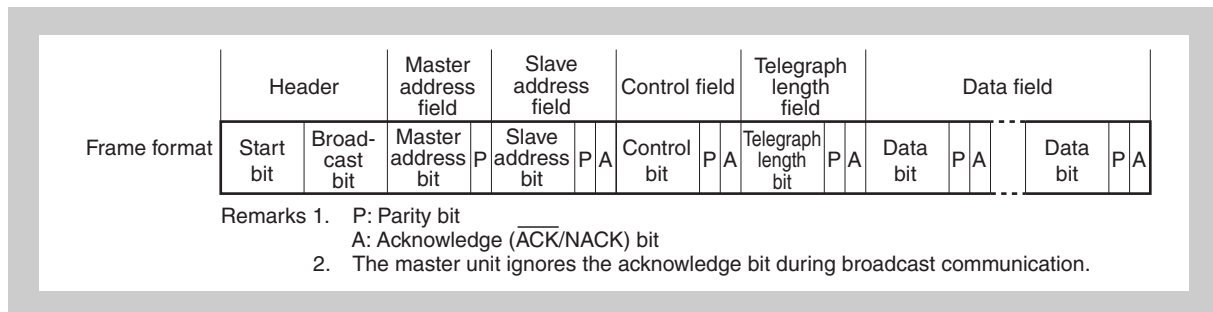 Header
Master
address
field
Slave
address
field
Control field
Telegraph
length
field
Data field
Frame format
Start
bit
Broad-
cast
bit
Master
address
bit
P
Slave
address
bit
P
A
Control
bit
P
A
Telegraph
length
bit
P
A
Data
bit
P
A
Data
bit
P
A
Remarks 1. P: Parity bit
A: Acknowledge (A̅C̅K̅/NACK) bit
2. The master unit ignores the acknowledge bit during broadcast communication.